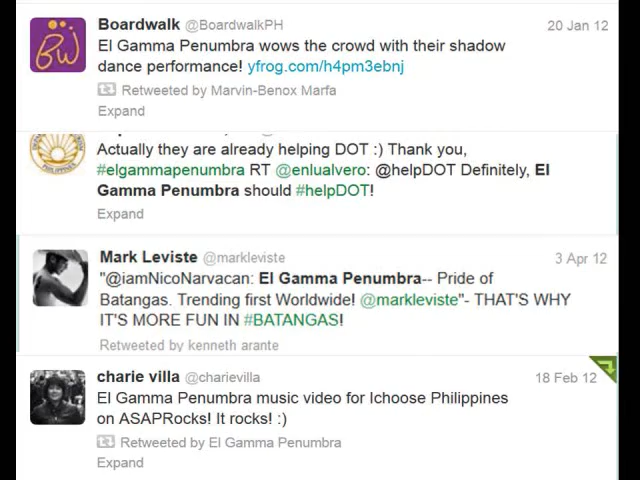 Boardwalk @BoardwalkPH 20 Jan 12
El Gamma Penumbra wows the crowd with their shadow
dance performance! yfrog.com/h4pm3ebnj
Retweeted by Marvin-Benox Marfa
Expand
Actually they are already helping DOT :) Thank you,
#elgammapenumbra RT @enlualvero: @helpDOT Definitely, El
Gamma Penumbra should #helpDOT!
Expand
Mark Leviste @markleviste 3 Apr 12
"@iamNicoNarvacan: El Gamma Penumbra-- Pride of
Batangas. Trending first Worldwide! @markleviste"- THAT'S WHY
IT'S MORE FUN IN #BATANGAS!
Retweeted by kenneth arante
charie villa @charievilla 18 Feb 12
El Gamma Penumbra music video for Ichoose Philippines
on ASAPRocks! It rocks! :)
Retweeted by El Gamma Penumbra
Expand